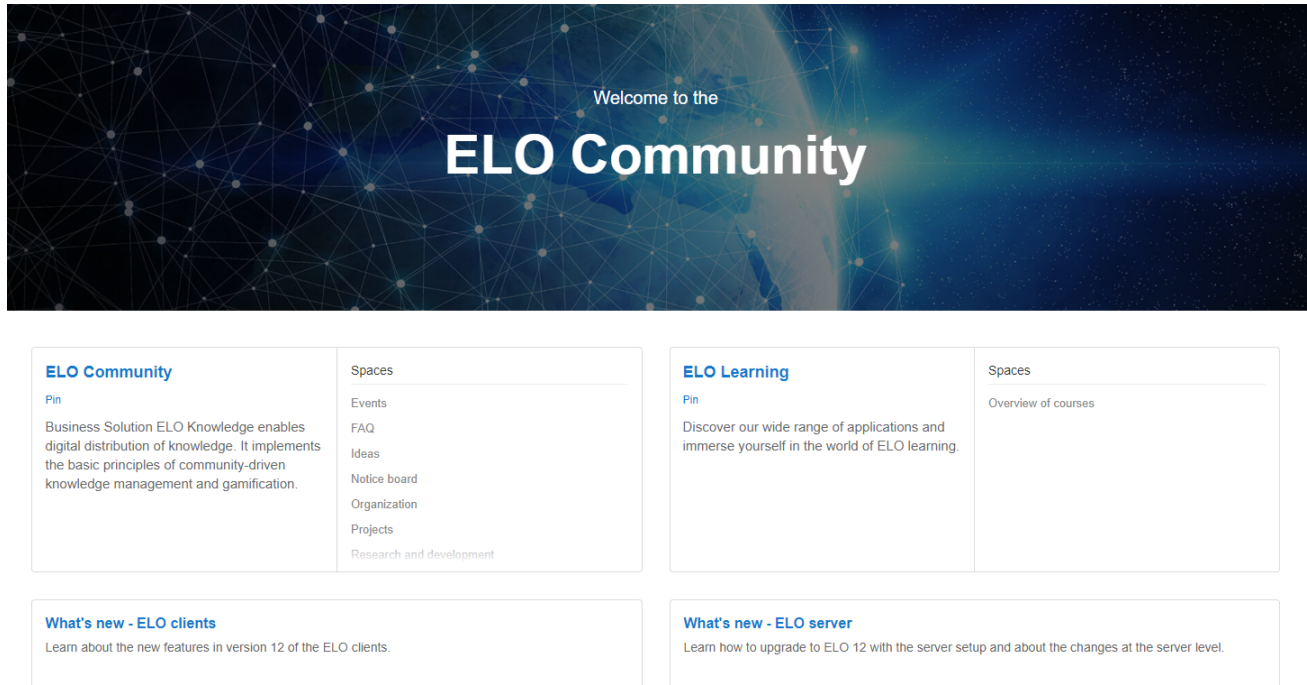 Welcome to the
ELO Community
ELO Community
Pin
Business Solution ELO Knowledge enables
digital distribution of knowledge. It implements
the basic principles of community-driven
knowledge management and gamification.
Spaces
Events
FAQ
Ideas
Notice board
Organization
Projects
Research and development
ELO Learning
Pin
Discover our wide range of applications and
immerse yourself in the world of ELO learning.
Spaces
Overview of courses
What's new - ELO clients
Learn about the new features in version 12 of the ELO clients.
What's new - ELO server
Learn how to upgrade to ELO 12 with the server setup and about the changes at the server level.